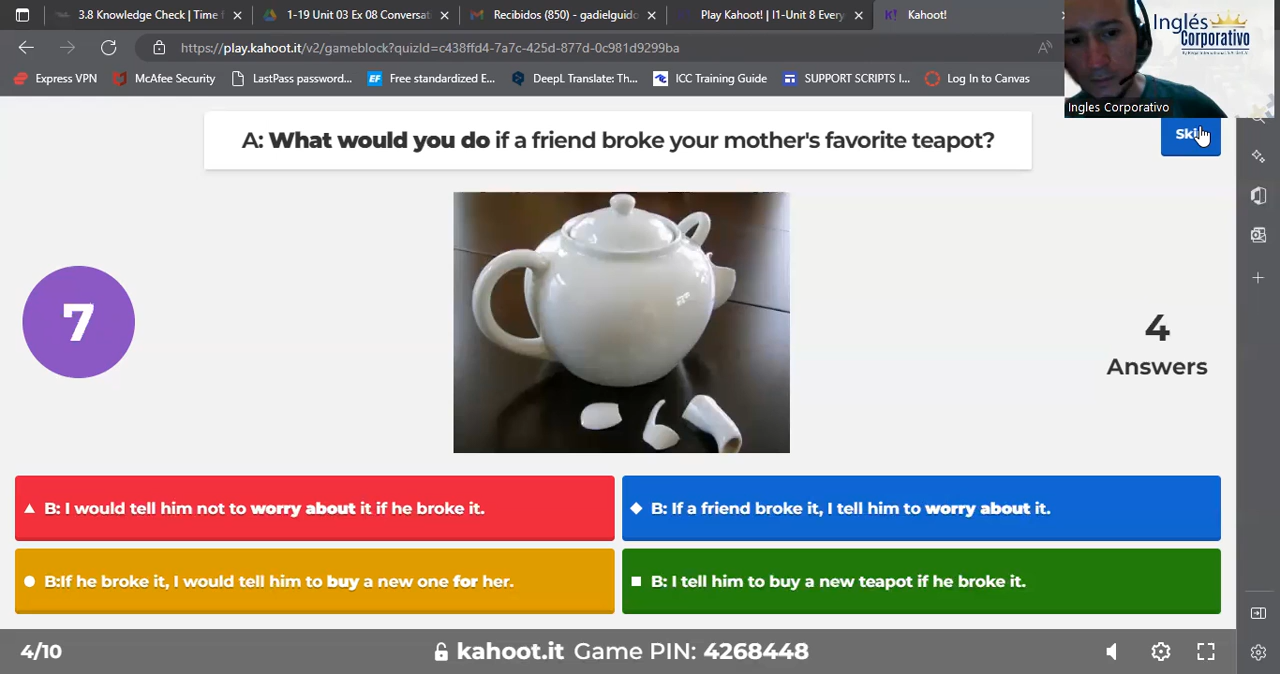 3.8 Knowledge Check | Time
1-19 Unit 03 Ex 08 Conversat
Recibidos (850) - gadielguido
Play Kahoot! | I1-Unit 8 Every
Kahoot!
https://play.kahoot.it/v2/gameblock?quizId=c438ffd4-7a7c-425d-877d-0c981d9299ba
Express VPN
McAfee Security
LastPass password...
Free standardized E...
DeepL Translate: Th...
ICC Training Guide
SUPPORT SCRIPTS I...
Log In to Canvas
Inglés
Corporativo
Ingles Corporativo
A: What would you do if a friend broke your mother's favorite teapot?
Ski
7
4
Answers
B: I would tell him not to worry about it if he broke it.
B: If a friend broke it, I tell him to worry about it.
B:If he broke it, I would tell him to buy a new one for her.
B: I tell him to buy a new teapot if he broke it.
4/10
kahoot.it Game PIN: 4268448